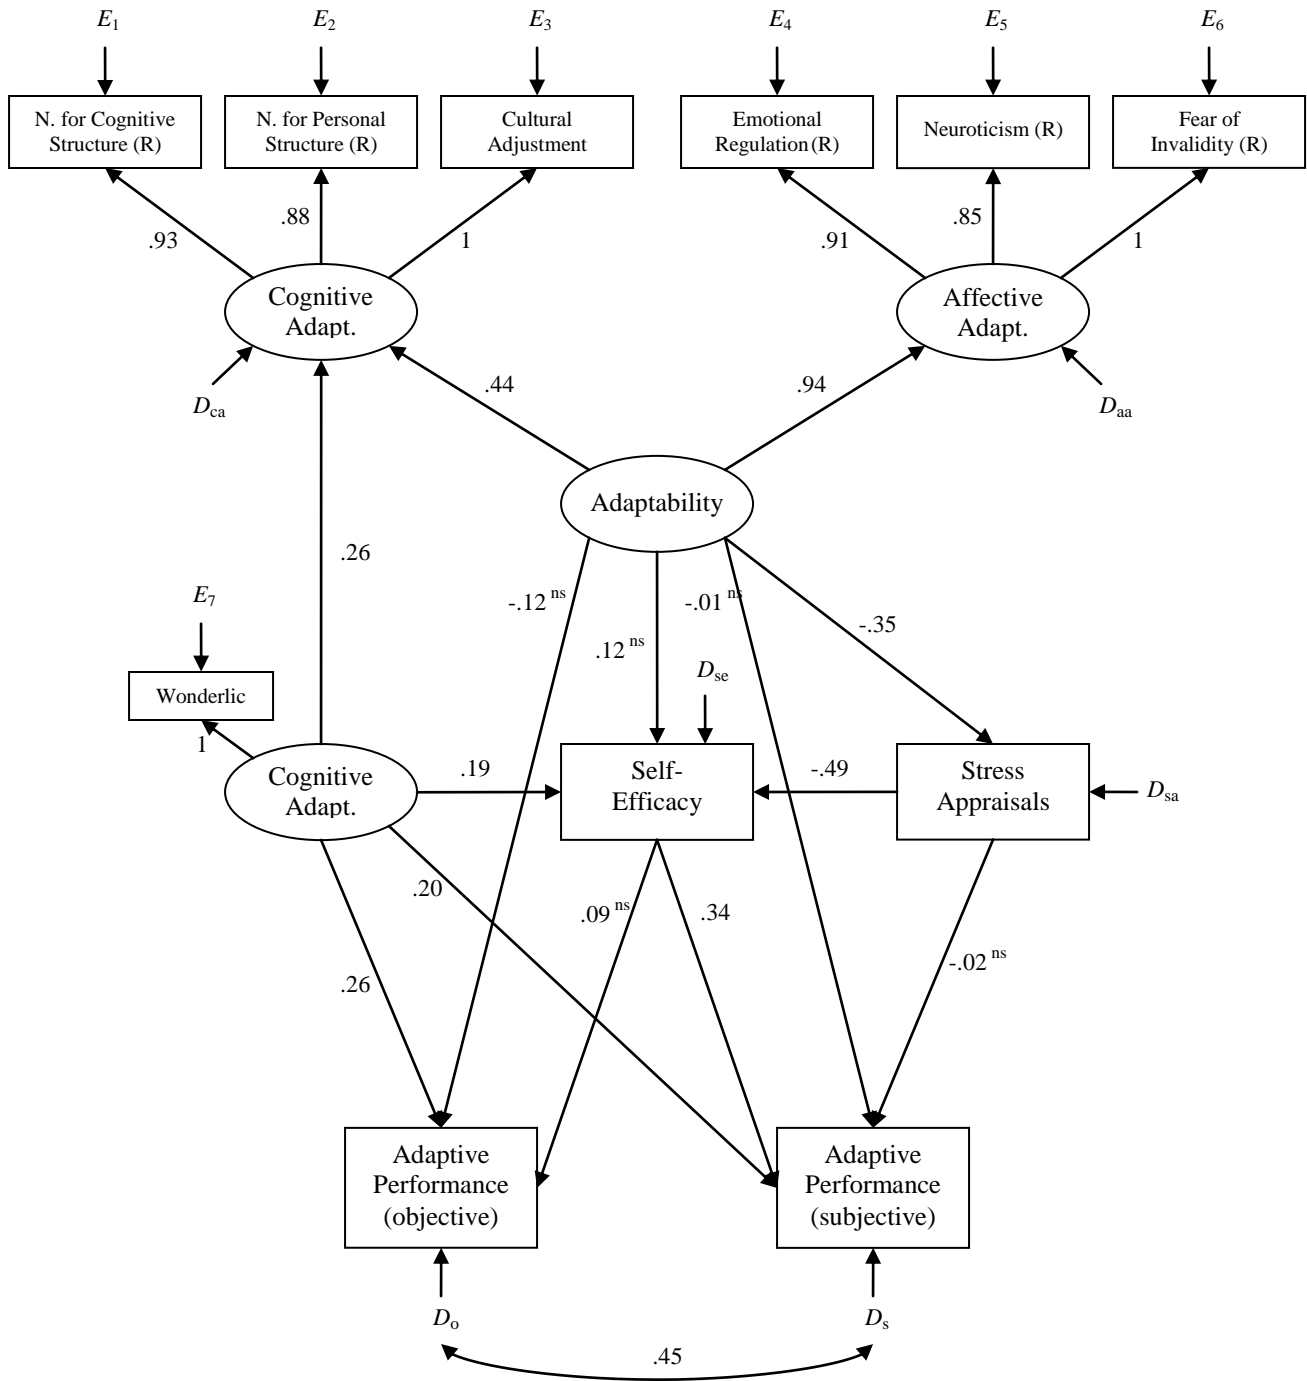 E1
E2
E3
E4
E5
E6
N. for Cognitive
Structure (R)
N. for Personal
Structure (R)
Cultural
Adjustment
Emotional
Regulation (R)
Neuroticism (R)
Fear of
Invalidity (R)
.93
.88
1
.91
.85
1
Cognitive
Adapt.
Affective
Adapt.
Dca
.44
.94
Daa
Adaptability
.26
E7
-.12 ns
-.01 ns
-.35
.12 ns
Dse
Wonderlic
1
Cognitive
Adapt.
.19
Self-
Efficacy
-.49
Stress
Appraisals
Dsa
.20
.09 ns
.34
.26
-.02 ns
Adaptive
Performance
(objective)
Adaptive
Performance
(subjective)
Do
Ds
.45